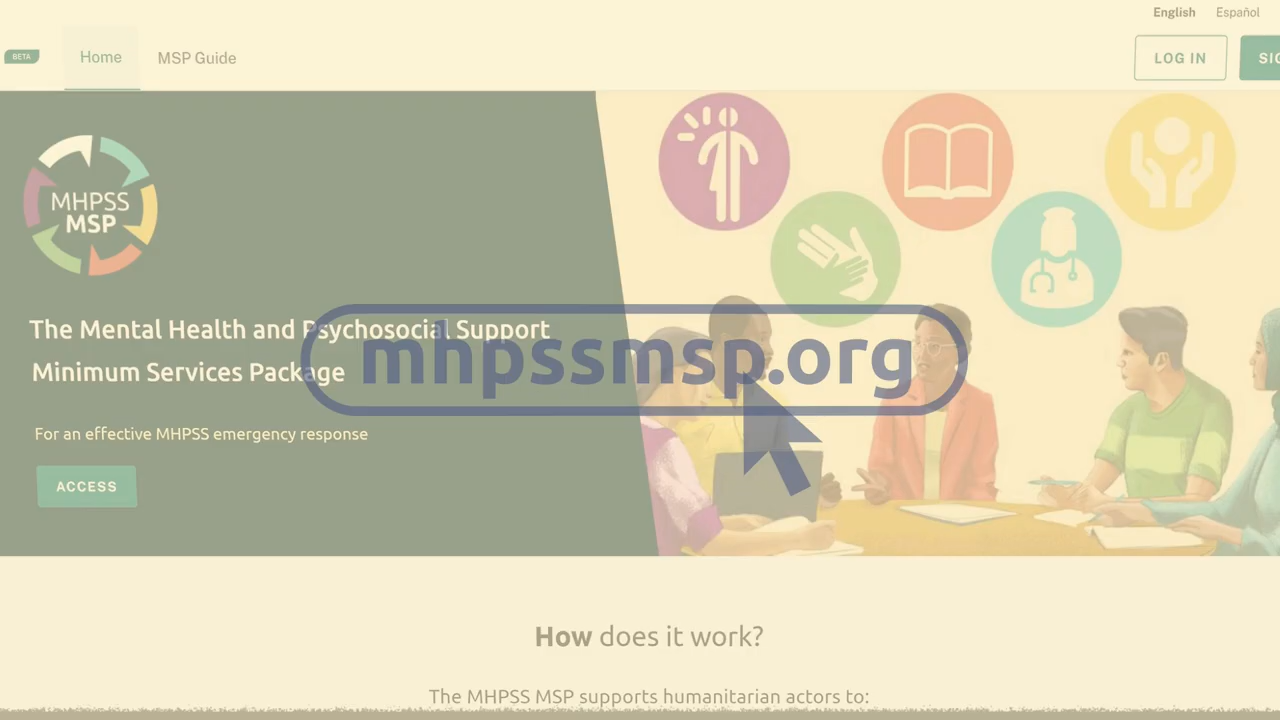 English Español
BETA
Home
MSP Guide
LOG IN
MHPSS
MSP
The Mental Health and Psychosocial Support
Minimum Services Package
mhpssmsp.org
For an effective MHPSS emergency response
ACCESS
How does it work?
The MHPSS MSP supports humanitarian actors to: